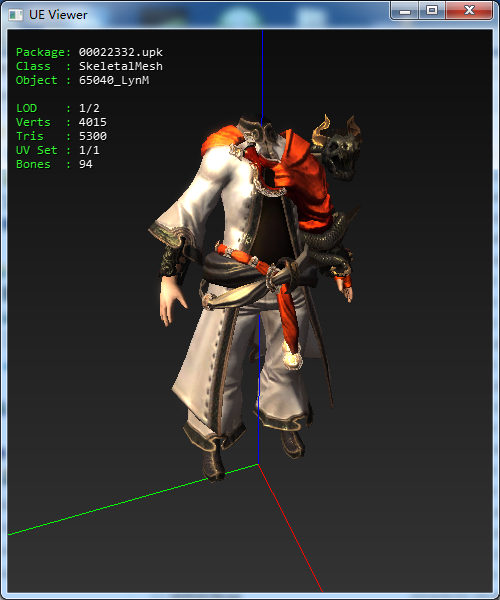 UE Viewer
Package: 00022332.upk
Class : SkeletalMesh
Object : 65040_LynM
LOD : 1/2
Verts : 4015
Tris : 5300
UV Set : 1/1
Bones : 94